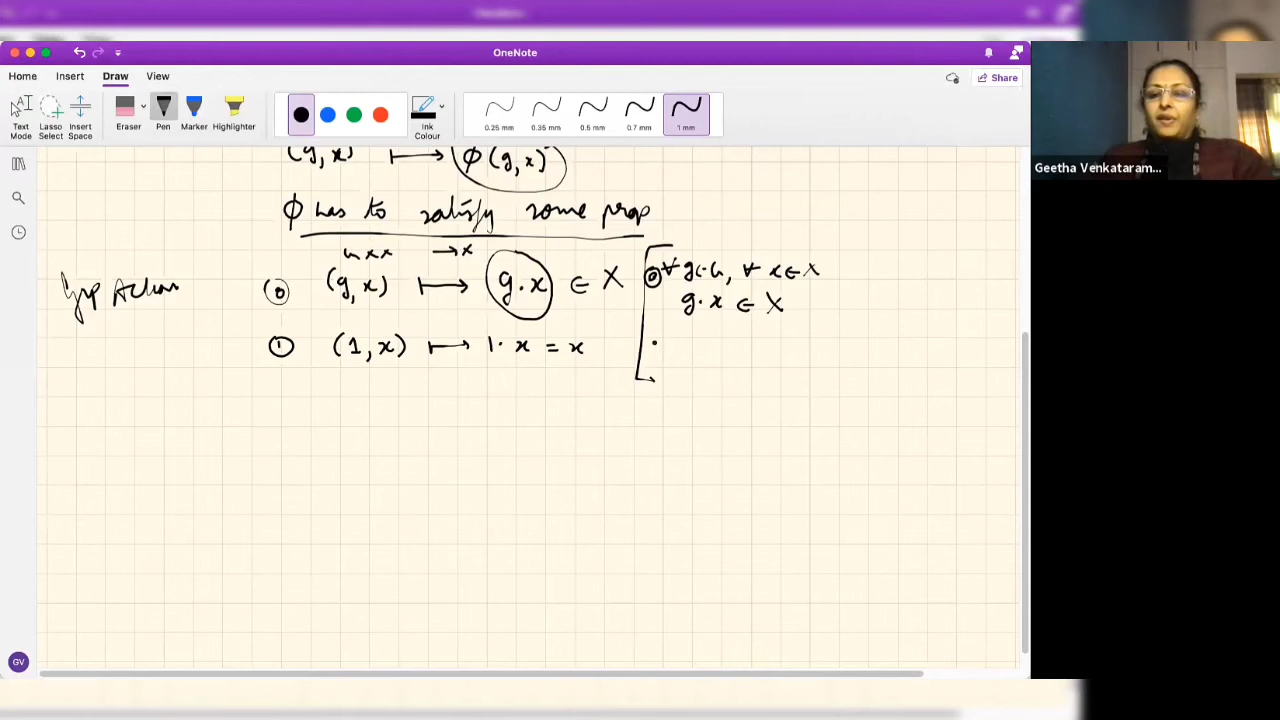 OneNote
Home Insert Draw View
Share
Text Mode
Lasso Select
Insert Space
Eraser
Pen
Marker
Highlighter
Ink Colour
0.25 mm
0.35 mm
0.5 mm
0.7 mm
1 mm
Geetha Venkataram...
(g, x) ⟼ φ(g, x)
φ has to satisfy some prop
→ X
Grp Action (0) (g, x) ⟼ g·x ∈ X
⓪ ∀ g ∈ G, ∀ x ∈ X
g·x ∈ X
① (1, x) ⟼ 1·x = x
GV